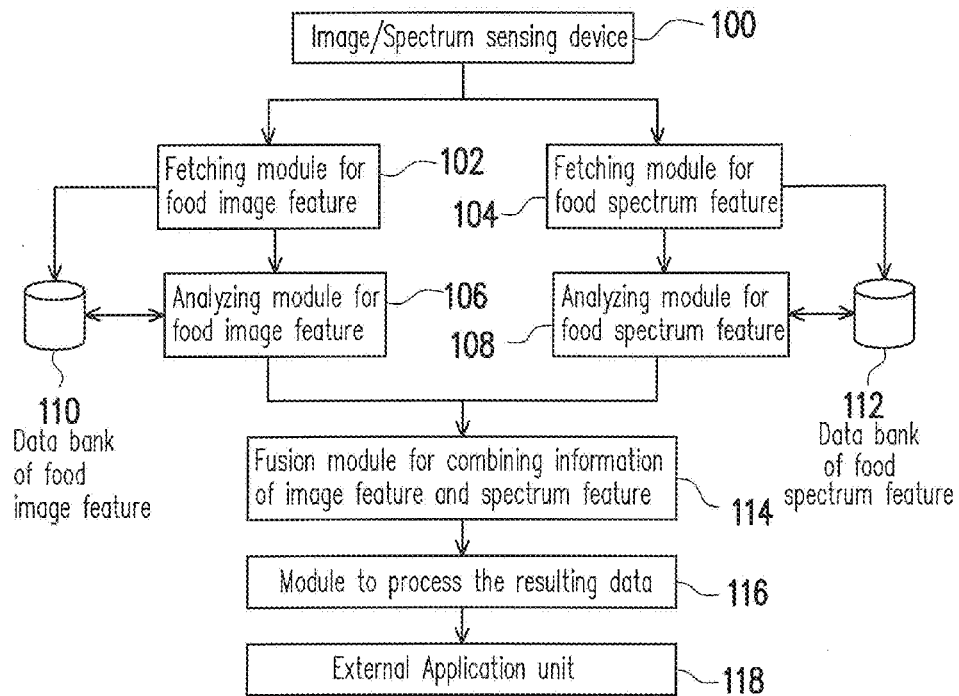 Image/Spectrum sensing device
100
Fetching module for
food image feature
102
Fetching module for
food spectrum feature
104
Analyzing module for
food image feature
106
Analyzing module for
food spectrum feature
108
110
Data bank
of food
image feature
112
Data bank
of food
spectrum feature
Fusion module for combining information
of image feature and spectrum feature
114
Module to process the resulting data
116
External Application unit
118